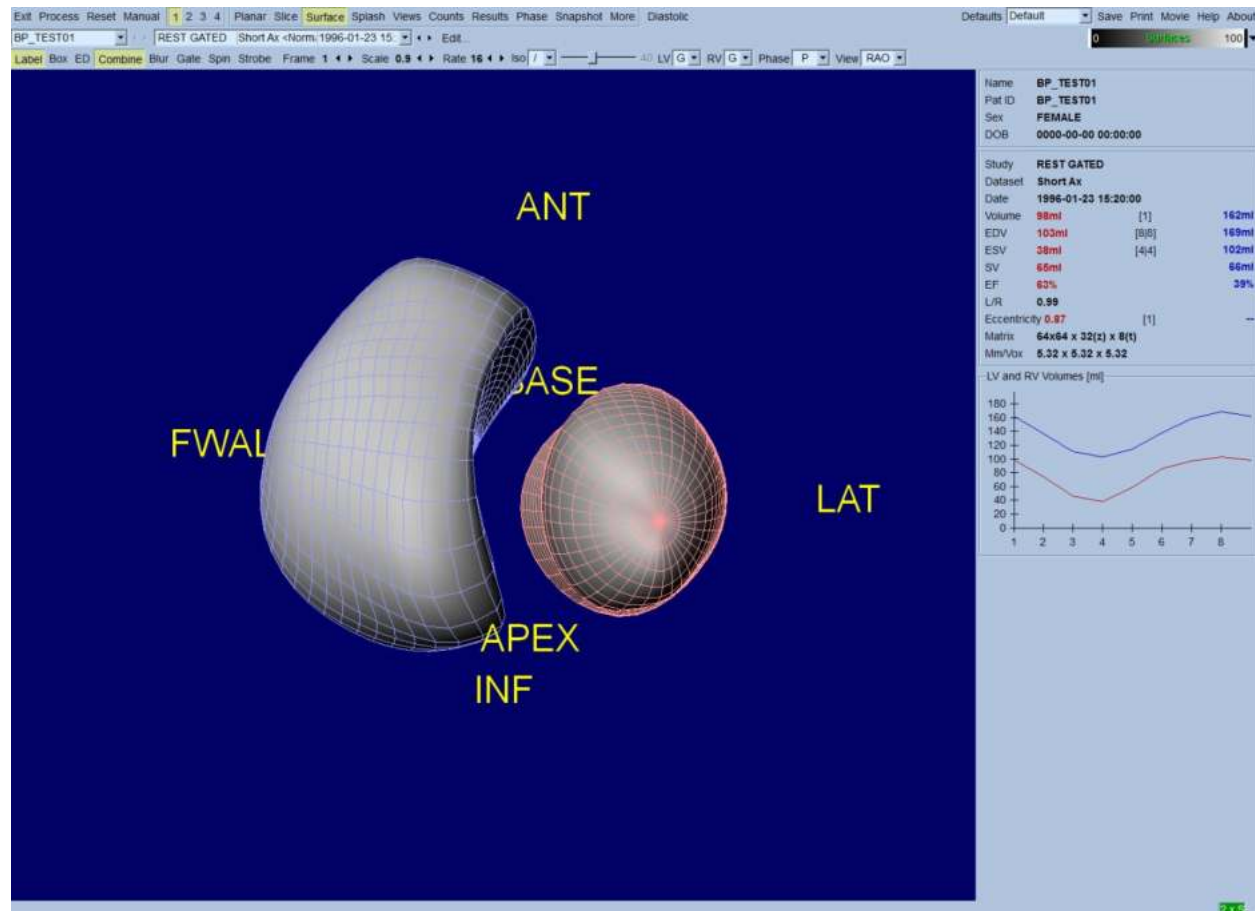 Exit Process Reset Manual 1 2 3 4 Planar Slice Surface Splash Views Counts Results Phase Snapshot More Diastolic Defaults Default Save Print Movie Help About
BP_TEST01 REST GATED Short Ax <Norm: 1996-01-23 15: Edit... 0 Surfaces 100
Label Box ED Combine Blur Gate Spin Strobe Frame 1 Scale 0.9 Rate 16 Iso / 40 LV G RV G Phase P View RAO
Name BP_TEST01
Pat ID BP_TEST01
Sex FEMALE
DOB 0000-00-00 00:00:00
Study REST GATED
Dataset Short Ax
Date 1996-01-23 15:20:00
Volume 98ml [1] 162ml
EDV 103ml [8|8] 169ml
ESV 38ml [4|4] 102ml
SV 65ml 66ml
EF 63% 39%
L/R 0.99
Eccentricity 0.87 [1] --
Matrix 64x64 x 32(z) x 8(t)
Mm/Vox 5.32 x 5.32 x 5.32
LV and RV Volumes [ml]
180
160
140
120
100
80
60
40
20
0
1 2 3 4 5 6 7 8
ANT
BASE
FWAL
LAT
APEX
INF